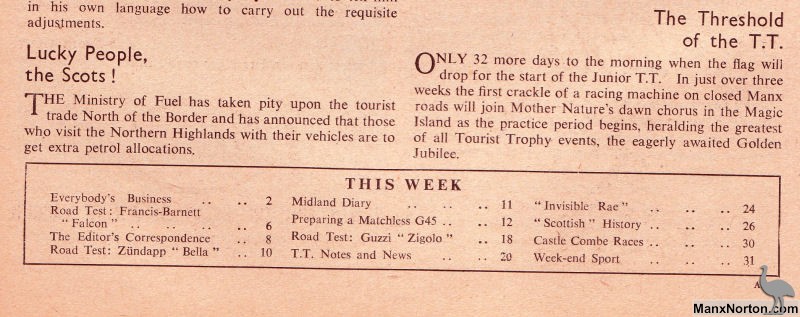 in his own language how to carry out the requisite
adjustments.
Lucky People,
the Scots !
THE Ministry of Fuel has taken pity upon the tourist
trade North of the Border and has announced that those
who visit the Northern Highlands with their vehicles are to
get extra petrol allocations.
The Threshold
of the T.T.
ONLY 32 more days to the morning when the flag will
drop for the start of the Junior T.T. In just over three
weeks the first crackle of a racing machine on closed Manx
roads will join Mother Nature's dawn chorus in the Magic
Island as the practice period begins, heralding the greatest
of all Tourist Trophy events, the eagerly awaited Golden
Jubilee.
THIS WEEK
Everybody's Business .. .. 2
Road Test: Francis-Barnett
"Falcon" .. .. .. 6
The Editor's Correspondence .. 8
Road Test: Zündapp "Bella" .. 10
Midland Diary .. .. .. 11
Preparing a Matchless G45 .. .. 12
Road Test: Guzzi "Zigolo" .. 18
T.T. Notes and News .. .. 20
"Invisible Rae" .. .. .. 24
"Scottish" History .. .. .. 26
Castle Combe Races .. .. .. 30
Week-end Sport .. .. .. 31
ManxNorton.com